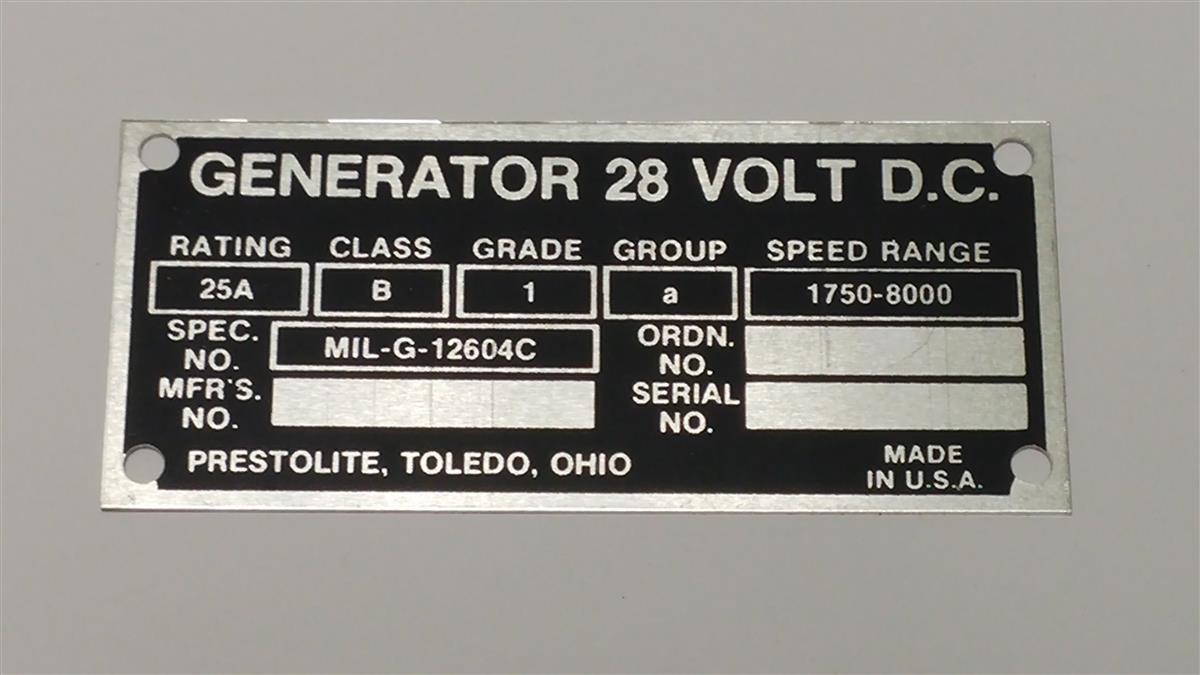 GENERATOR 28 VOLT D.C.
RATING CLASS GRADE GROUP SPEED RANGE
25A B 1 a 1750-8000
SPEC. NO. MIL-G-12604C ORDN. NO.
MFR'S. NO. SERIAL NO.
PRESTOLITE, TOLEDO, OHIO MADE IN U.S.A.